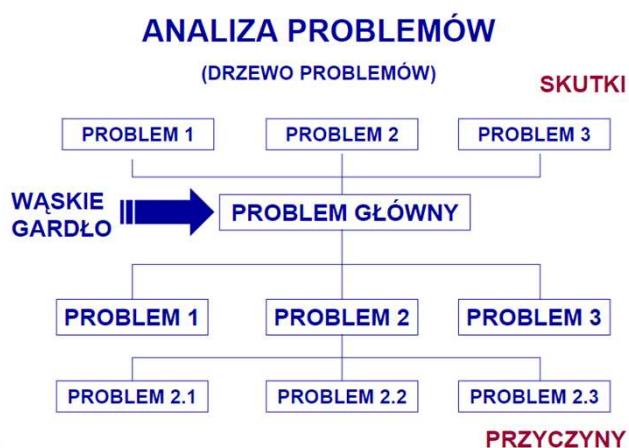 ANALIZA PROBLEMÓW
(DRZEWO PROBLEMÓW)
SKUTKI
PROBLEM 1
PROBLEM 2
PROBLEM 3
WĄSKIE
GARDŁO
PROBLEM GŁÓWNY
PROBLEM 1
PROBLEM 2
PROBLEM 3
PROBLEM 2.1
PROBLEM 2.2
PROBLEM 2.3
PRZYCZYNY